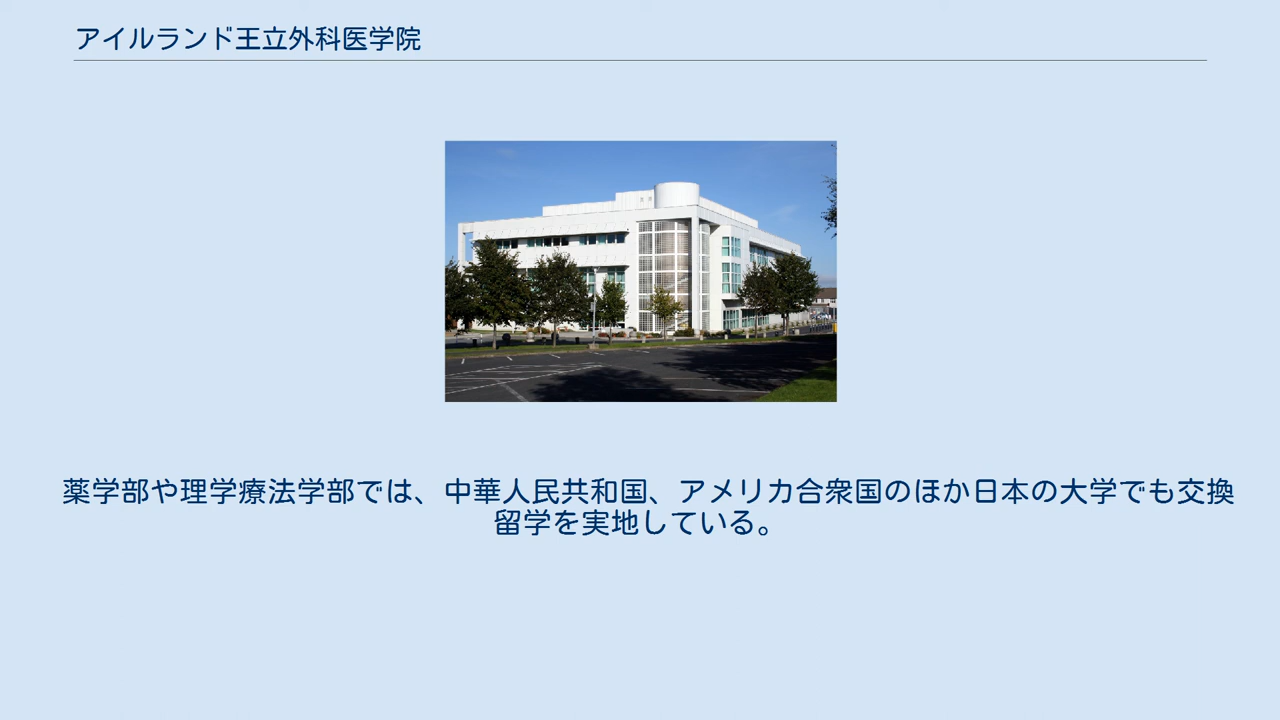 アイルランド王立外科医学院
薬学部や理学療法学部では、中華人民共和国、アメリカ合衆国のほか日本の大学でも交換
留学を実地している。